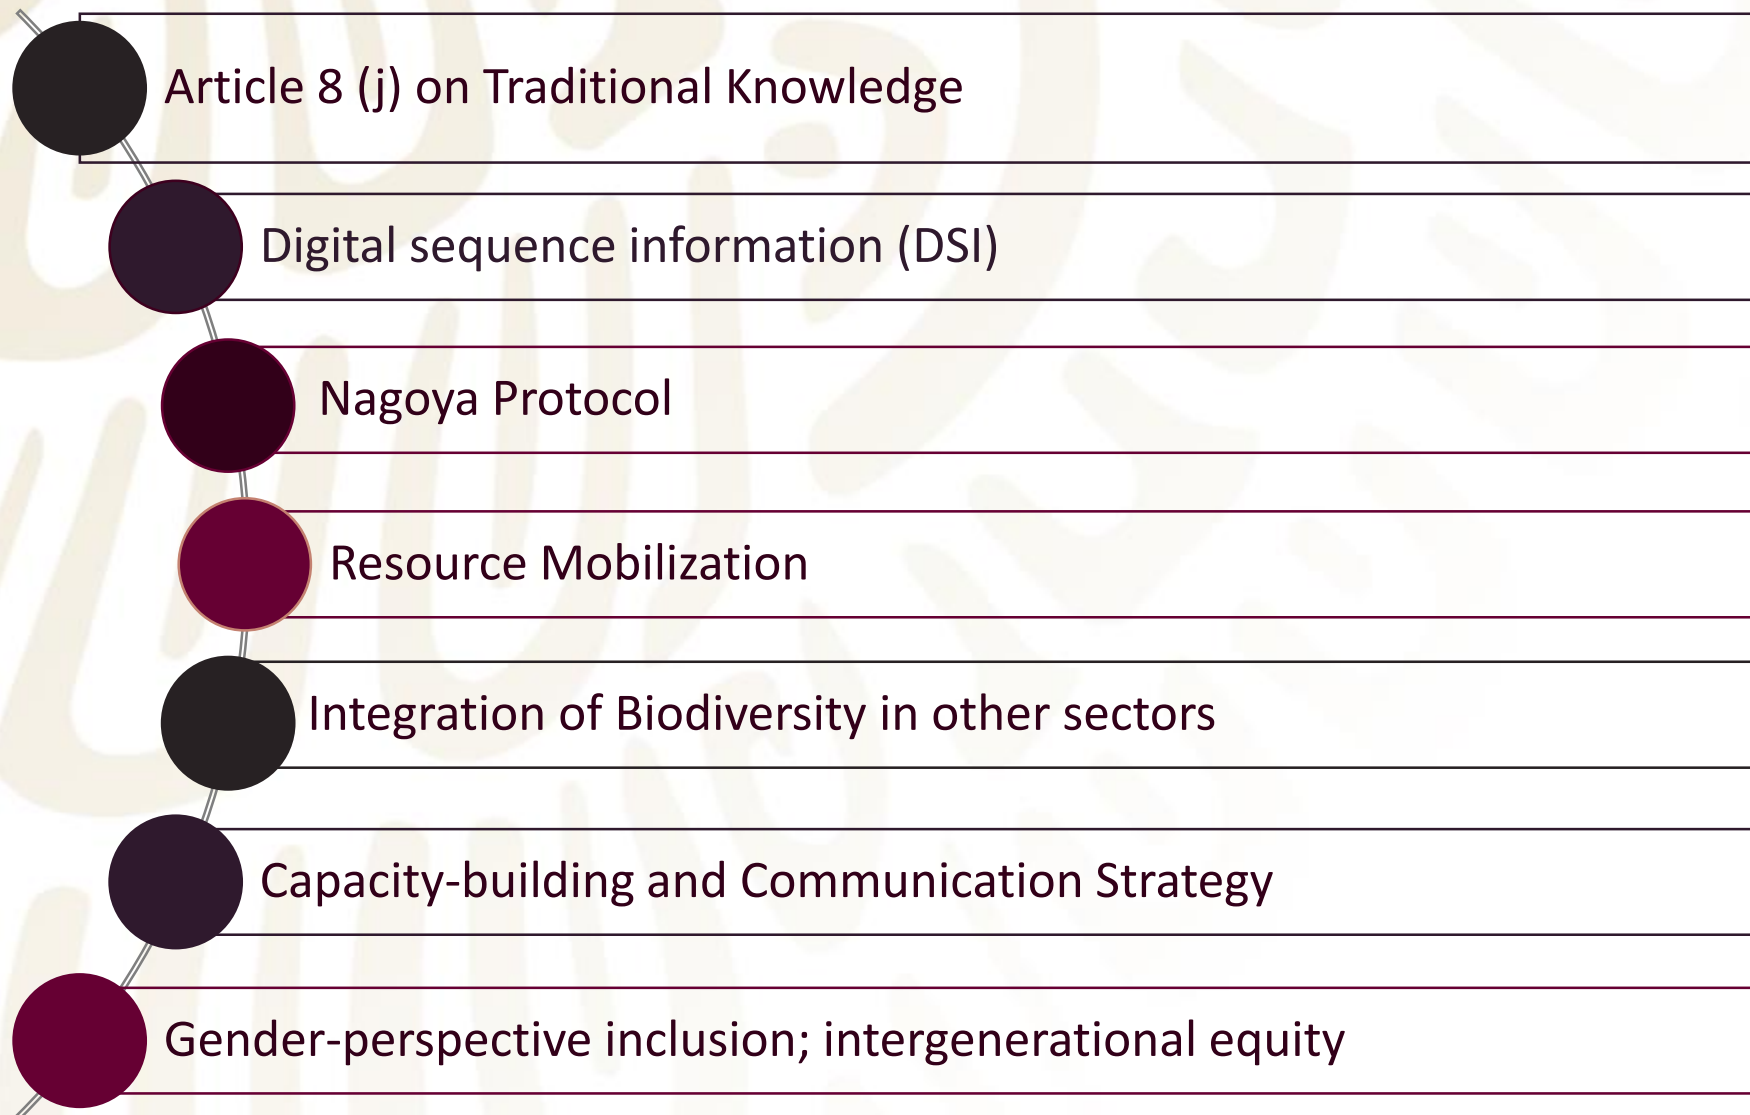 Article 8 (j) on Traditional Knowledge
Digital sequence information (DSI)
Nagoya Protocol
Resource Mobilization
Integration of Biodiversity in other sectors
Capacity-building and Communication Strategy
Gender-perspective inclusion; intergenerational equity